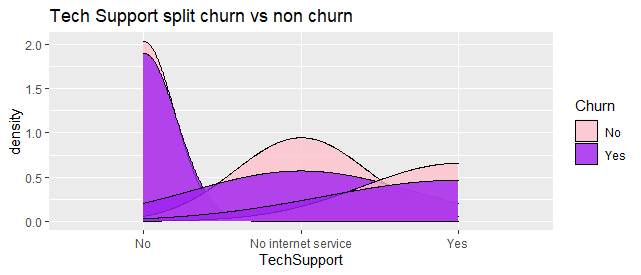 Tech Support split churn vs non churn
2.0
1.5
1.0
0.5
0.0
density
No
No internet service
Yes
TechSupport
Churn
No
Yes